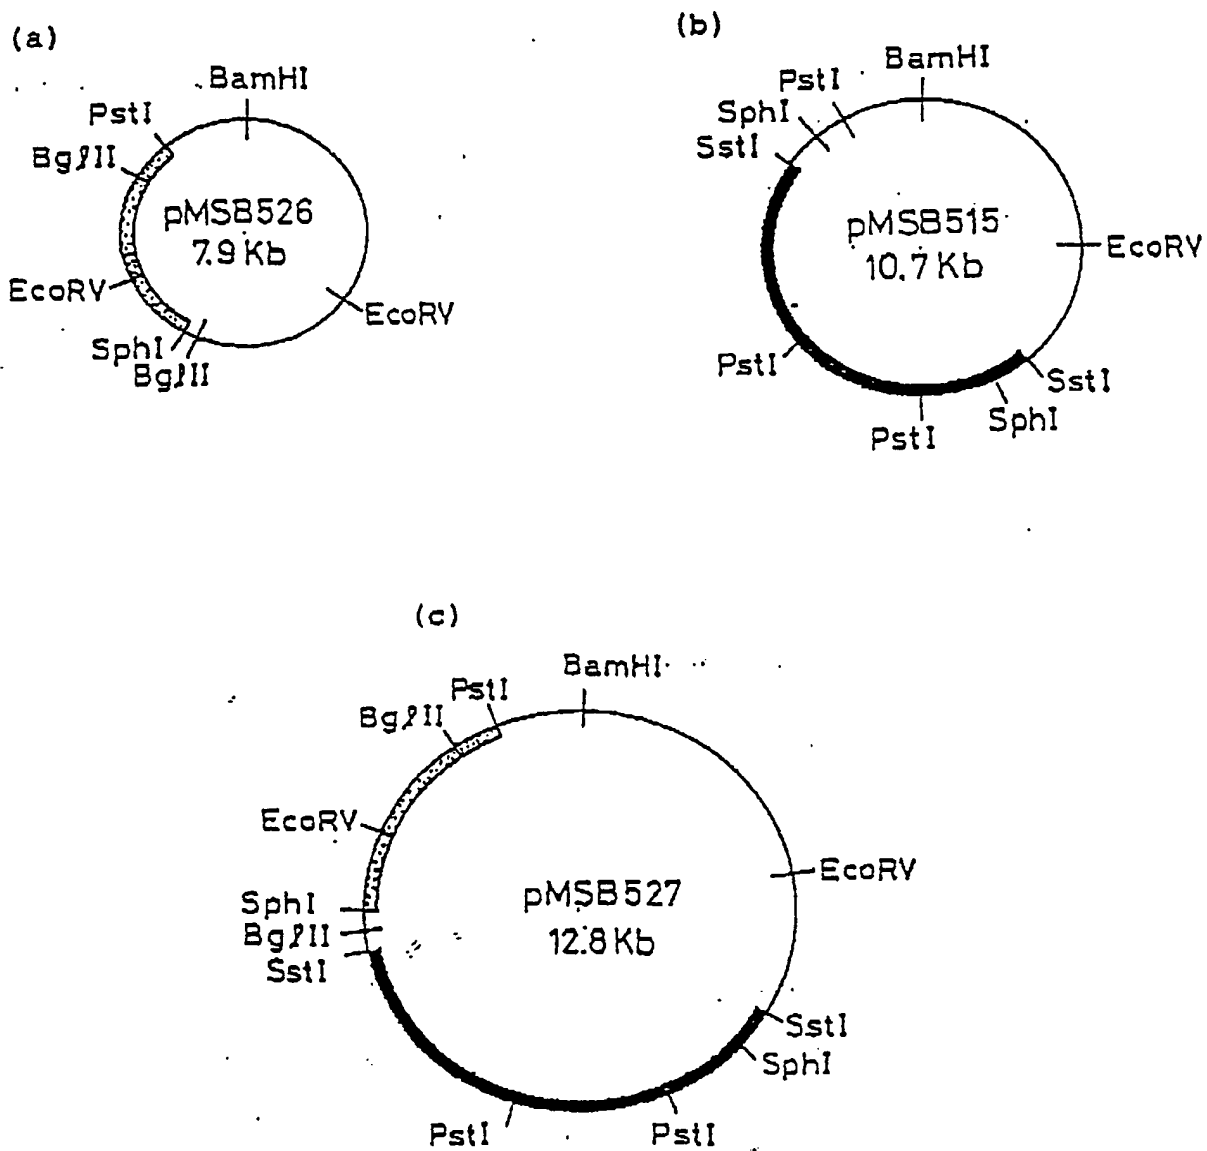 (a)
BamHI
PstI
BglII
pMSB526
7.9 Kb
EcoRV
EcoRV
SphI
BglII
(b)
BamHI
PstI
SphI
SstI
pMSB515
10.7 Kb
EcoRV
PstI
SstI
SphI
PstI
(c)
BamHI
PstI
BglII
EcoRV
EcoRV
SphI
pMSB527
12.8 Kb
BglII
SstI
SstI
SphI
PstI
PstI